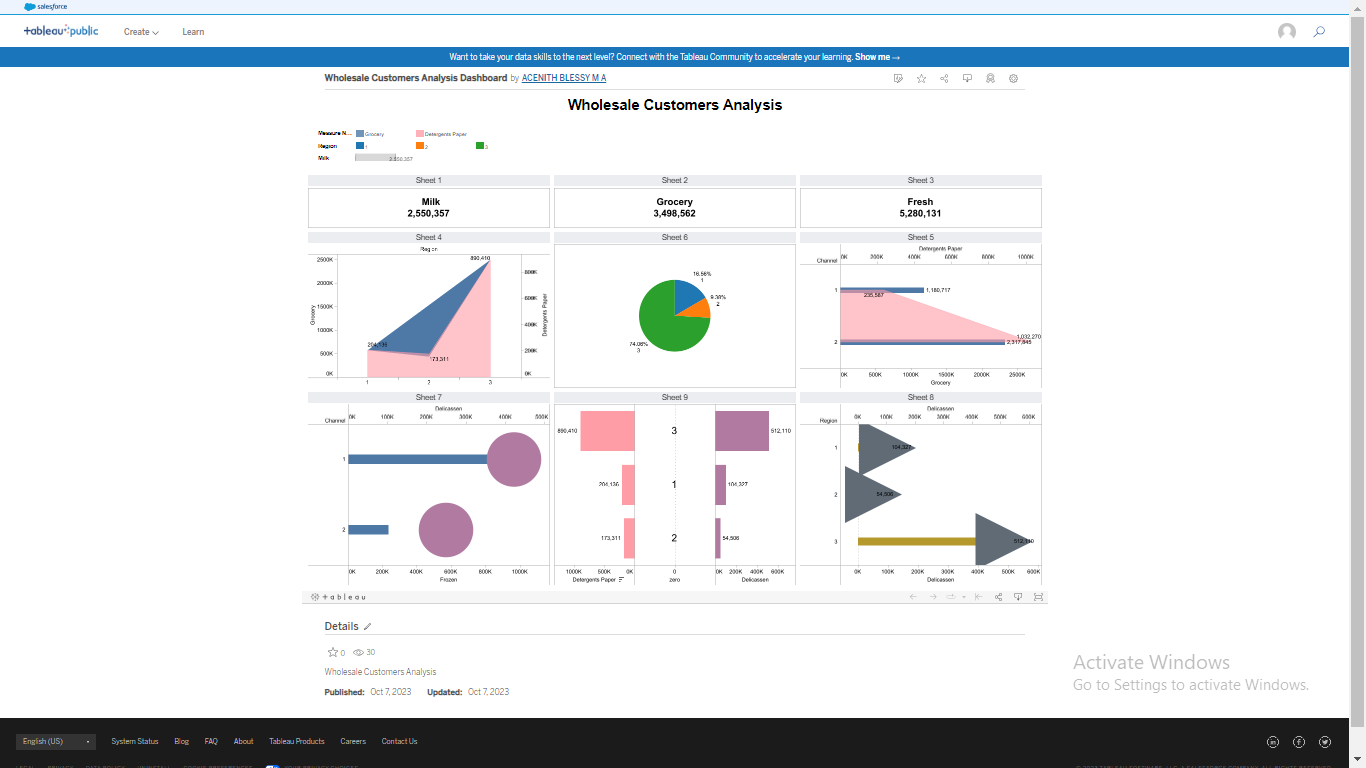 salesforce
+ableau public Create Learn
Want to take your data skills to the next level? Connect with the Tableau Community to accelerate your learning. Show me →
Wholesale Customers Analysis Dashboard by ACENITH BLESSY M A
Wholesale Customers Analysis
Measure N... Grocery Detergents Paper
Region 1 2 3
Milk 2,550,357
Sheet 1 Sheet 2 Sheet 3
Milk Grocery Fresh
2,550,357 3,498,562 5,280,131
Sheet 4
Region
Grocery
2500K
2000K
1500K
1000K
500K
0K
890,410
204,136
173,311
800K
600K
400K
200K
0K
Detergents Paper
1 2 3
Sheet 6
16.56%
1
9.38%
2
74.06%
3
Sheet 5
Detergents Paper
Channel 0K 200K 400K 600K 800K 1000K
1 1,180,717
235,587
1,032,270
2 2,317,845
0K 500K 1000K 1500K 2000K 2500K
Grocery
Sheet 7
Delicassen
Channel 0K 100K 200K 300K 400K 500K
1
2
0K 200K 400K 600K 800K 1000K
Frozen
Sheet 9
890,410 3 512,110
204,136 1 104,327
173,311 2 54,506
1000K 500K 0K 0 0K 200K 400K 600K
Detergents Paper zero Delicassen
Sheet 8
Delicassen
Region 0K 100K 200K 300K 400K 500K 600K
1 104,327
2 54,506
3 512,110
0K 100K 200K 300K 400K 500K 600K
Delicassen
+ a b l e a u
Details
0 30
Wholesale Customers Analysis
Published: Oct 7, 2023 Updated: Oct 7, 2023
Activate Windows
Go to Settings to activate Windows.
English (US) System Status Blog FAQ About Tableau Products Careers Contact Us